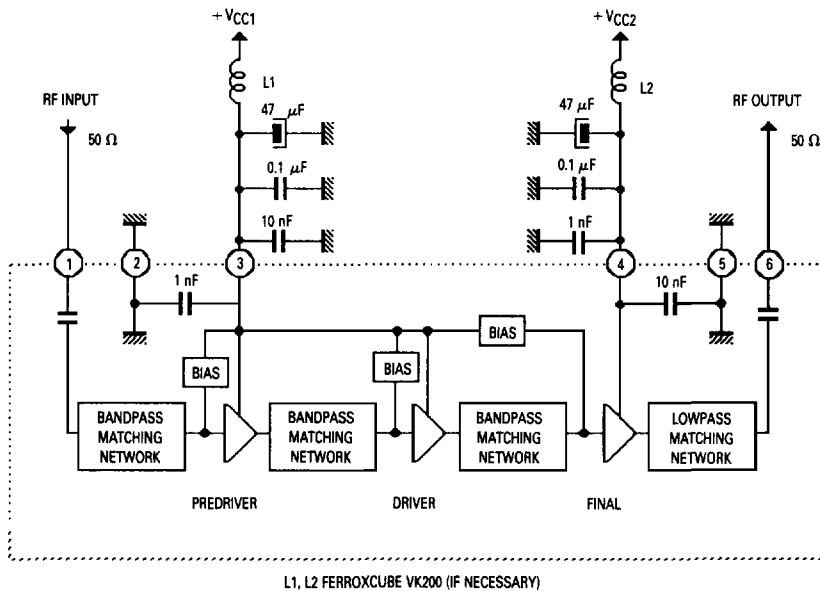 + VCC1
+ VCC2
RF INPUT
50 Ω
L1
47 μF
0.1 μF
10 nF
47 μF
0.1 μF
1 nF
L2
RF OUTPUT
50 Ω
1
2
3
4
5
6
1 nF
10 nF
BIAS
BIAS
BIAS
BANDPASS
MATCHING
NETWORK
BANDPASS
MATCHING
NETWORK
BANDPASS
MATCHING
NETWORK
LOWPASS
MATCHING
NETWORK
PREDRIVER
DRIVER
FINAL
L1, L2 FERROXCUBE VK200 (IF NECESSARY)